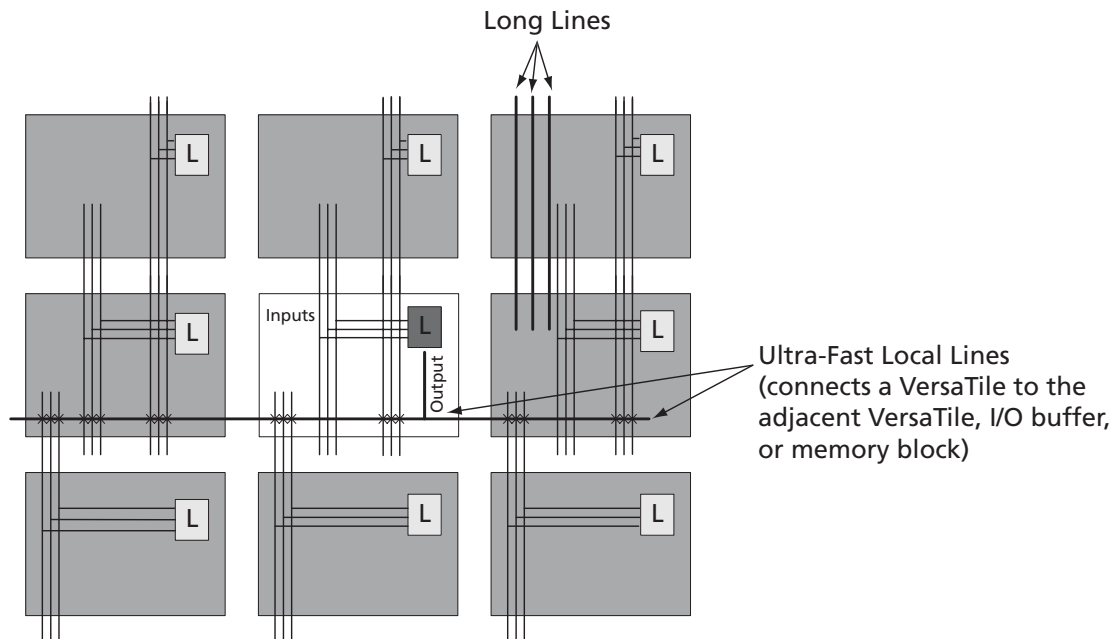 Long Lines
L
L
L
Inputs
L
L
L
Output
Ultra-Fast Local Lines
(connects a VersaTile to the
adjacent VersaTile, I/O buffer,
or memory block)
L
L
L